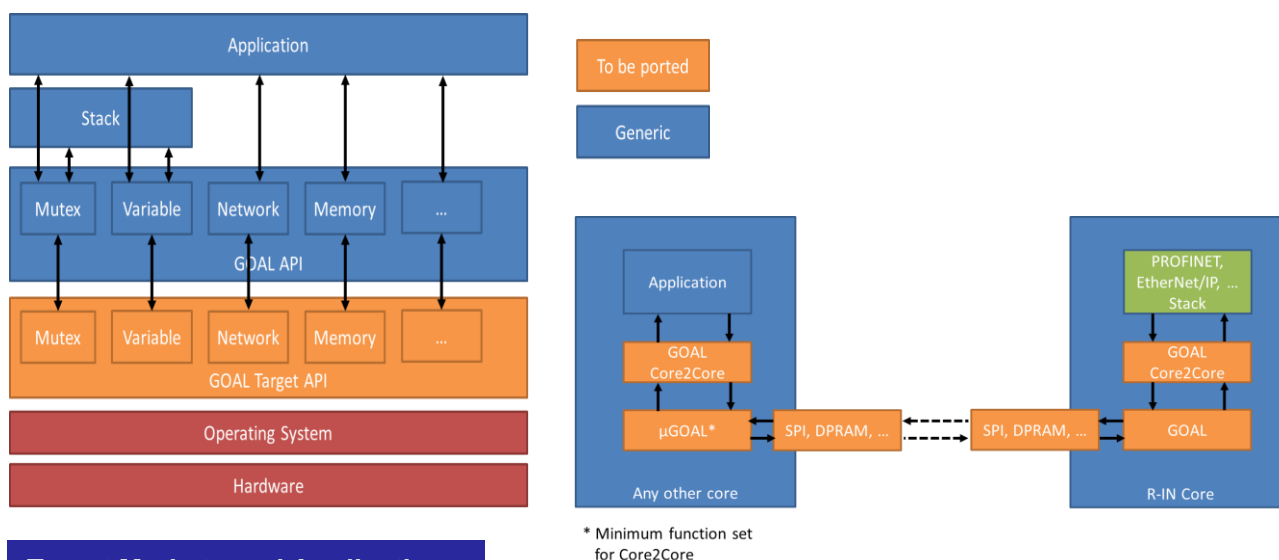 Application
Stack
Mutex
Variable
Network
Memory
...
GOAL API
Mutex
Variable
Network
Memory
...
GOAL Target API
Operating System
Hardware
To be ported
Generic
Application
GOAL
Core2Core
µGOAL*
SPI, DPRAM, ...
Any other core
* Minimum function set
for Core2Core
PROFINET,
EtherNet/IP, ...
Stack
GOAL
Core2Core
SPI, DPRAM, ...
GOAL
R-IN Core